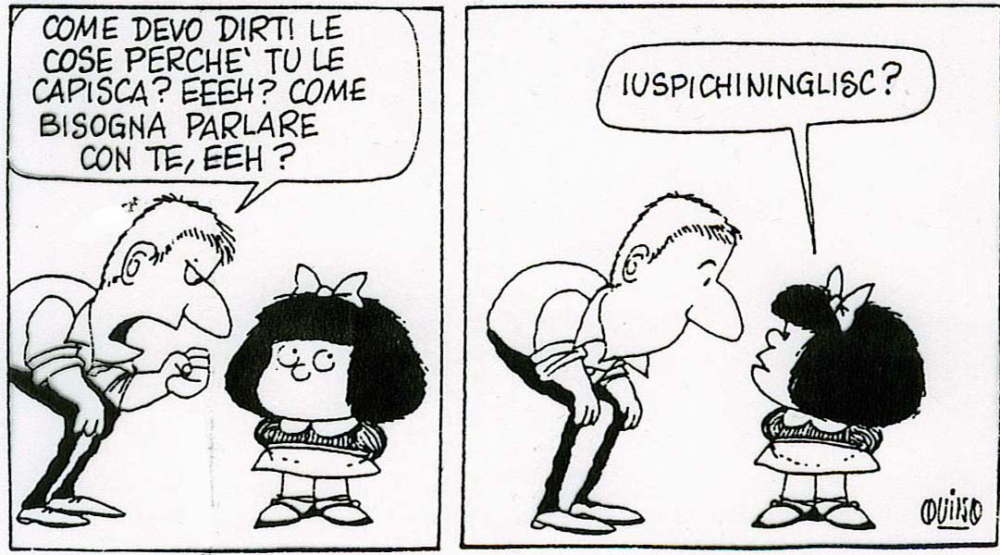 COME DEVO DIRTI LE
COSE PERCHE' TU LE
CAPISCA? EEEH? COME
BISOGNA PARLARE
CON TE, EEH?
IUSPICHININGLISC?
QUINO